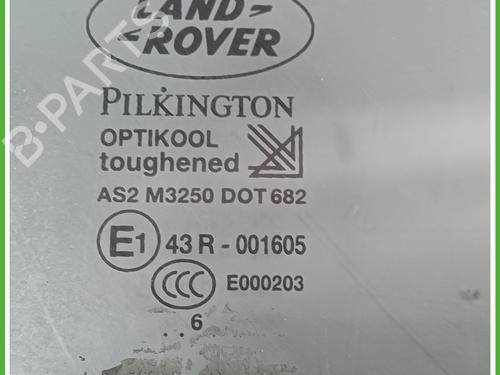 LAND
ROVER
PILKINGTON
OPTIKOOL
toughened
AS2 M3250 DOT 682
E1 43 R - 001605
CCC E000203
. . 6
B-PARTS